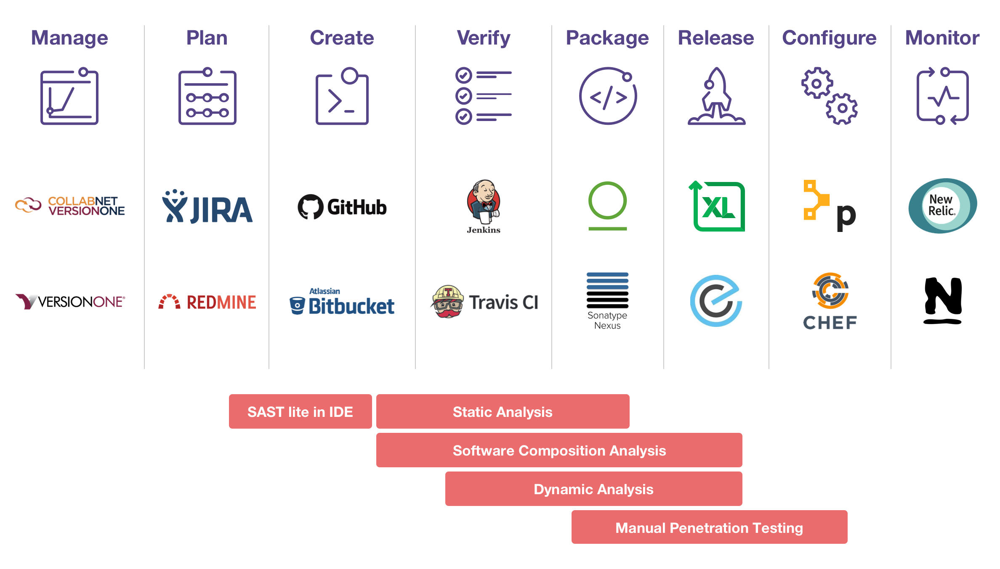 Manage
Plan
Create
Verify
Package
Release
Configure
Monitor
</>
COLLABNET
VERSIONONE
JIRA
GitHub
Jenkins
XL
p
New
Relic®
VERSIONONE®
REDMINE
Atlassian
Bitbucket
T
Travis CI
Sonatype
Nexus
e
CHEF
N
SAST lite in IDE
Static Analysis
Software Composition Analysis
Dynamic Analysis
Manual Penetration Testing